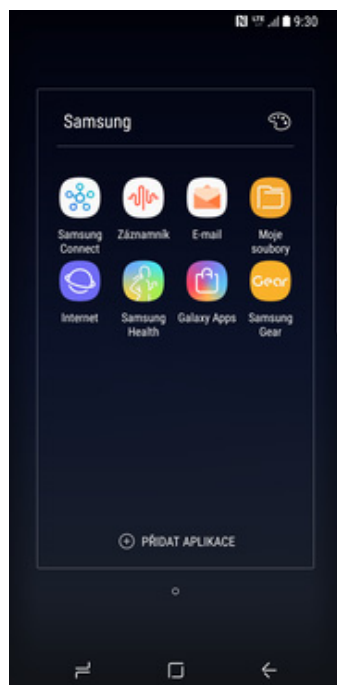 LTE 9:30
Samsung
Samsung
Connect
Záznamník
E-mail
Moje
soubory
Internet
Samsung
Health
Galaxy Apps
Gear
Samsung
Gear
PŘIDAT APLIKACE